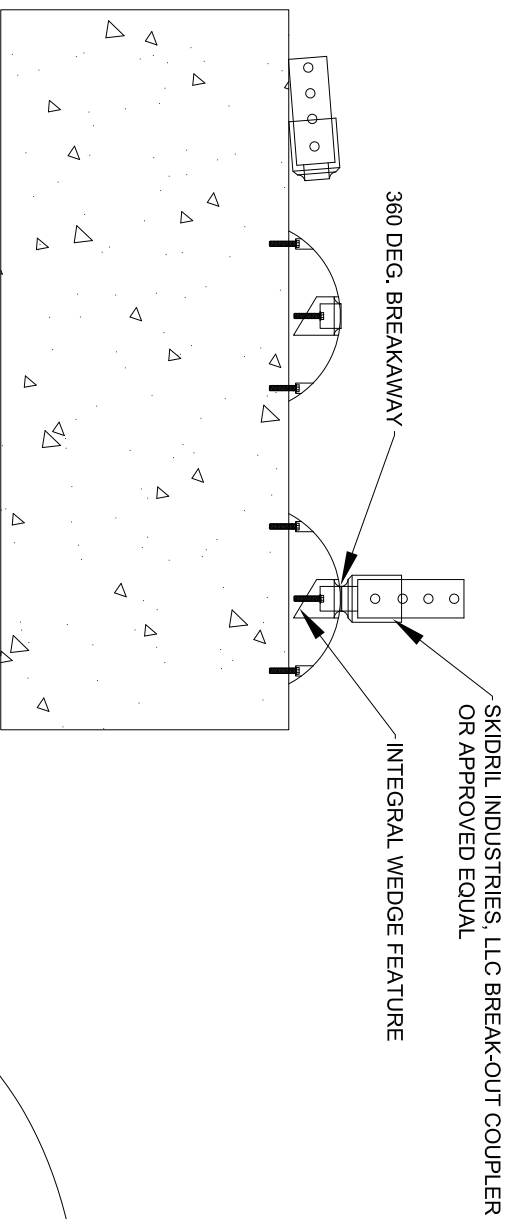 SKIDRIL INDUSTRIES, LLC BREAK-OUT COUPLER
OR APPROVED EQUAL
360 DEG. BREAKAWAY
INTEGRAL WEDGE FEATURE